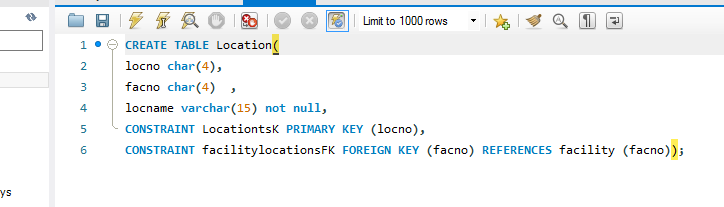 Limit to 1000 rows
1 CREATE TABLE Location(
2 locno char(4),
3 facno char(4)  ,
4 locname varchar(15) not null,
5 CONSTRAINT LocationtsK PRIMARY KEY (locno),
6 CONSTRAINT facilitylocationsFK FOREIGN KEY (facno) REFERENCES facility (facno));
ys